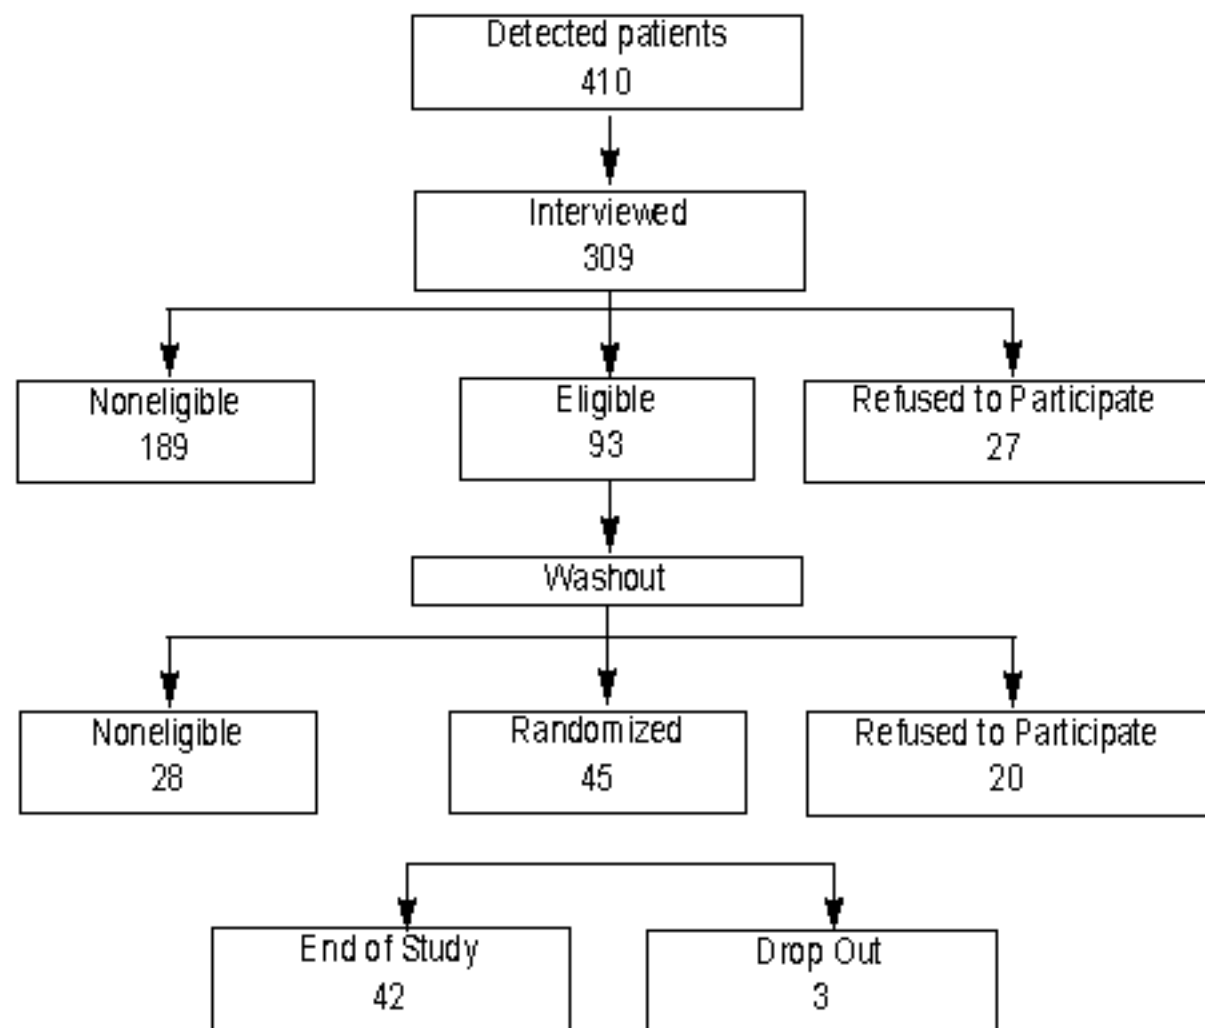 Detected patients
410
Interviewed
309
Noneligible
189
Eligible
93
Refused to Participate
27
Washout
Noneligible
28
Randomized
45
Refused to Participate
20
End of Study
42
Drop Out
3